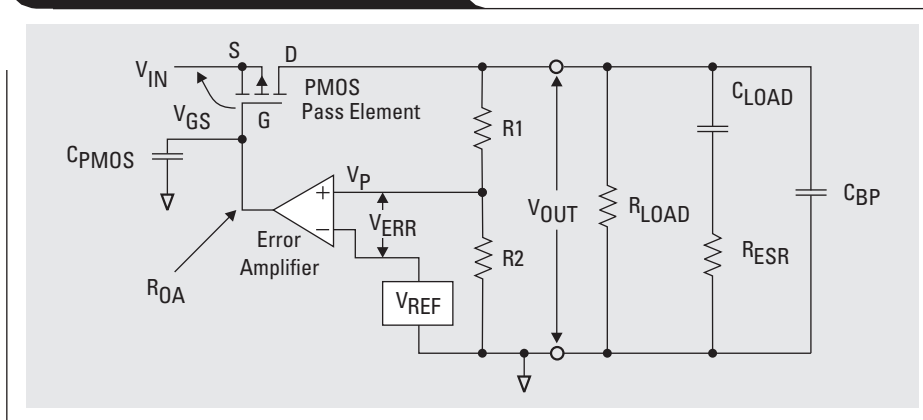 S D
V_IN
PMOS
Pass Element
V_GS
G
C_PMOS
R1
C_LOAD
V_P
V_ERR
V_OUT
R_LOAD
C_BP
Error
Amplifier
R2
R_ESR
R_OA
V_REF
+
–